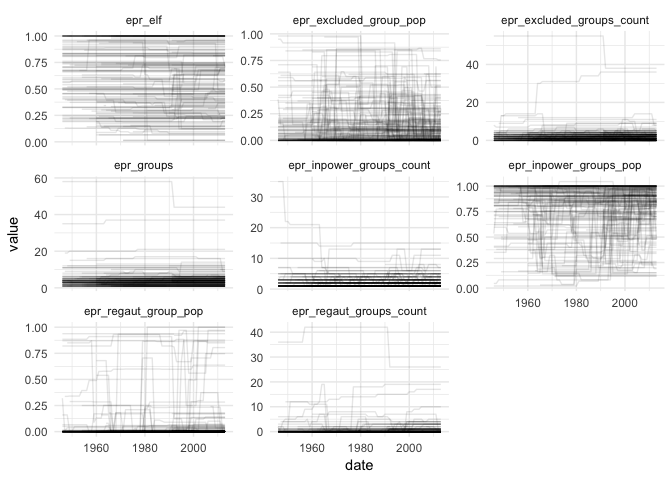 epr_elf epr_excluded_group_pop epr_excluded_groups_count
1.00 1.00
0.75 0.75 40
0.50 0.50
0.25 0.25 20
0.00 0.00 0
epr_groups epr_inpower_groups_count epr_inpower_groups_pop
60 1.00
30 0.75
40 20 0.50
20 10 0.25
0 0 0.00
1960 1980 2000
epr_regaut_group_pop epr_regaut_groups_count
1.00 40
0.75 30
0.50 20
0.25 10
0.00 0
1960 1980 2000 1960 1980 2000
date
value